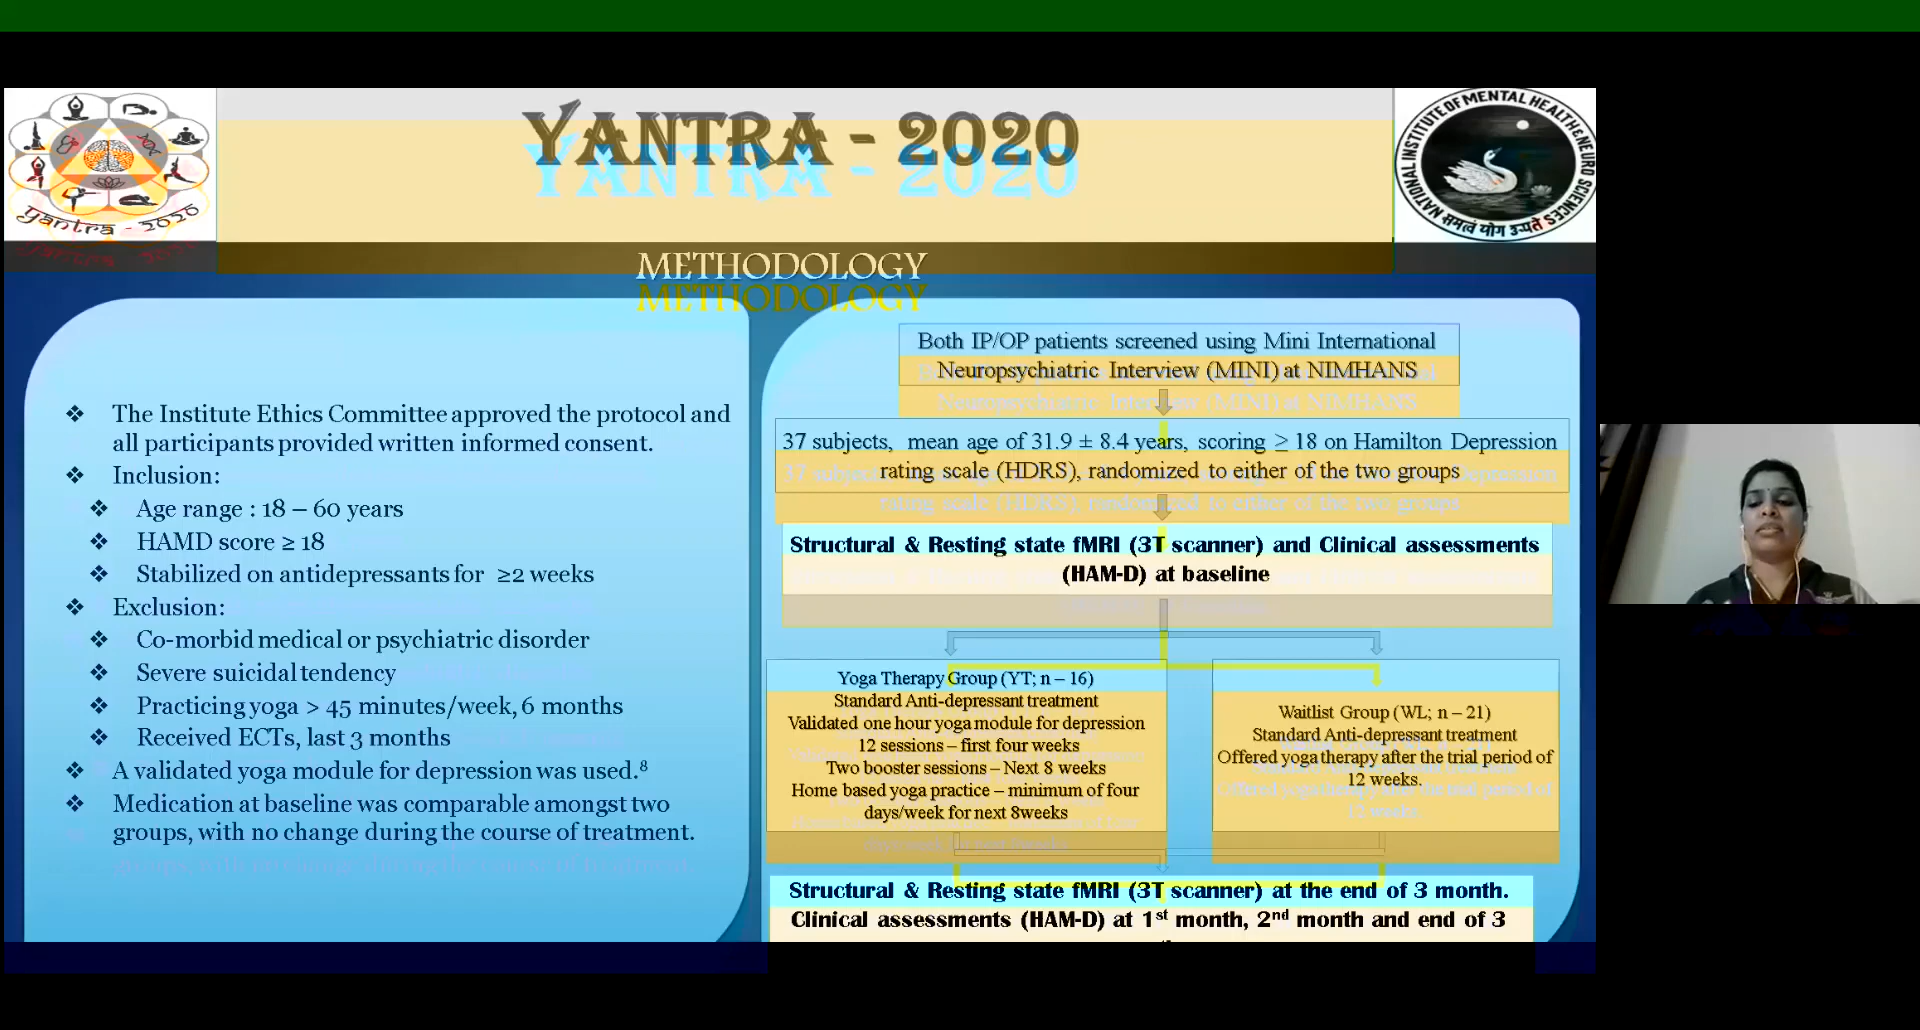 YANTRA - 2020
Yantra - 2020
NATIONAL INSTITUTE OF MENTAL HEALTH & NEURO SCIENCES
समत्वं योग उच्यते
METHODOLOGY
❖ The Institute Ethics Committee approved the protocol and
all participants provided written informed consent.
❖ Inclusion:
❖ Age range : 18 – 60 years
❖ HAMD score ≥ 18
❖ Stabilized on antidepressants for ≥2 weeks
❖ Exclusion:
❖ Co-morbid medical or psychiatric disorder
❖ Severe suicidal tendency
❖ Practicing yoga > 45 minutes/week, 6 months
❖ Received ECTs, last 3 months
❖ A validated yoga module for depression was used.⁸
❖ Medication at baseline was comparable amongst two
groups, with no change during the course of treatment.
Both IP/OP patients screened using Mini International
Neuropsychiatric Interview (MINI) at NIMHANS
37 subjects, mean age of 31.9 ± 8.4 years, scoring ≥ 18 on Hamilton Depression
rating scale (HDRS), randomized to either of the two groups
Structural & Resting state fMRI (3T scanner) and Clinical assessments
(HAM-D) at baseline
Yoga Therapy Group (YT; n – 16)
Standard Anti-depressant treatment
Validated one hour yoga module for depression
12 sessions – first four weeks
Two booster sessions – Next 8 weeks
Home based yoga practice – minimum of four
days/week for next 8weeks
Waitlist Group (WL; n – 21)
Standard Anti-depressant treatment
Offered yoga therapy after the trial period of
12 weeks.
Structural & Resting state fMRI (3T scanner) at the end of 3 month.
Clinical assessments (HAM-D) at 1st month, 2nd month and end of 3